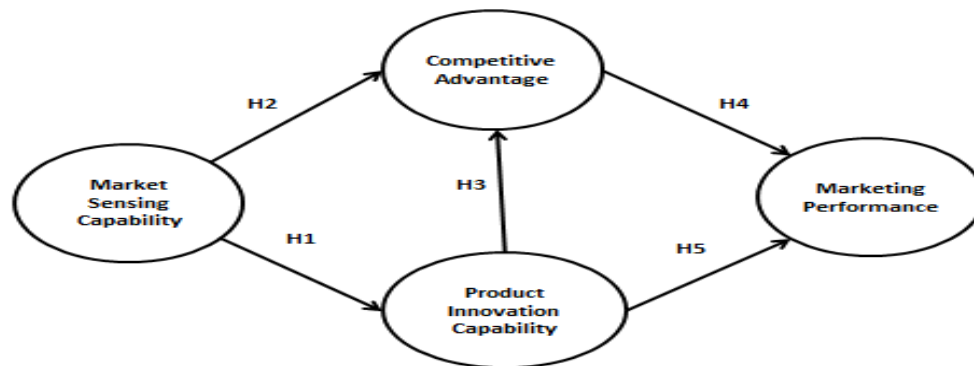 Competitive
Advantage
H2
H4
Market
Sensing
Capability
H3
Marketing
Performance
H1
H5
Product
Innovation
Capability